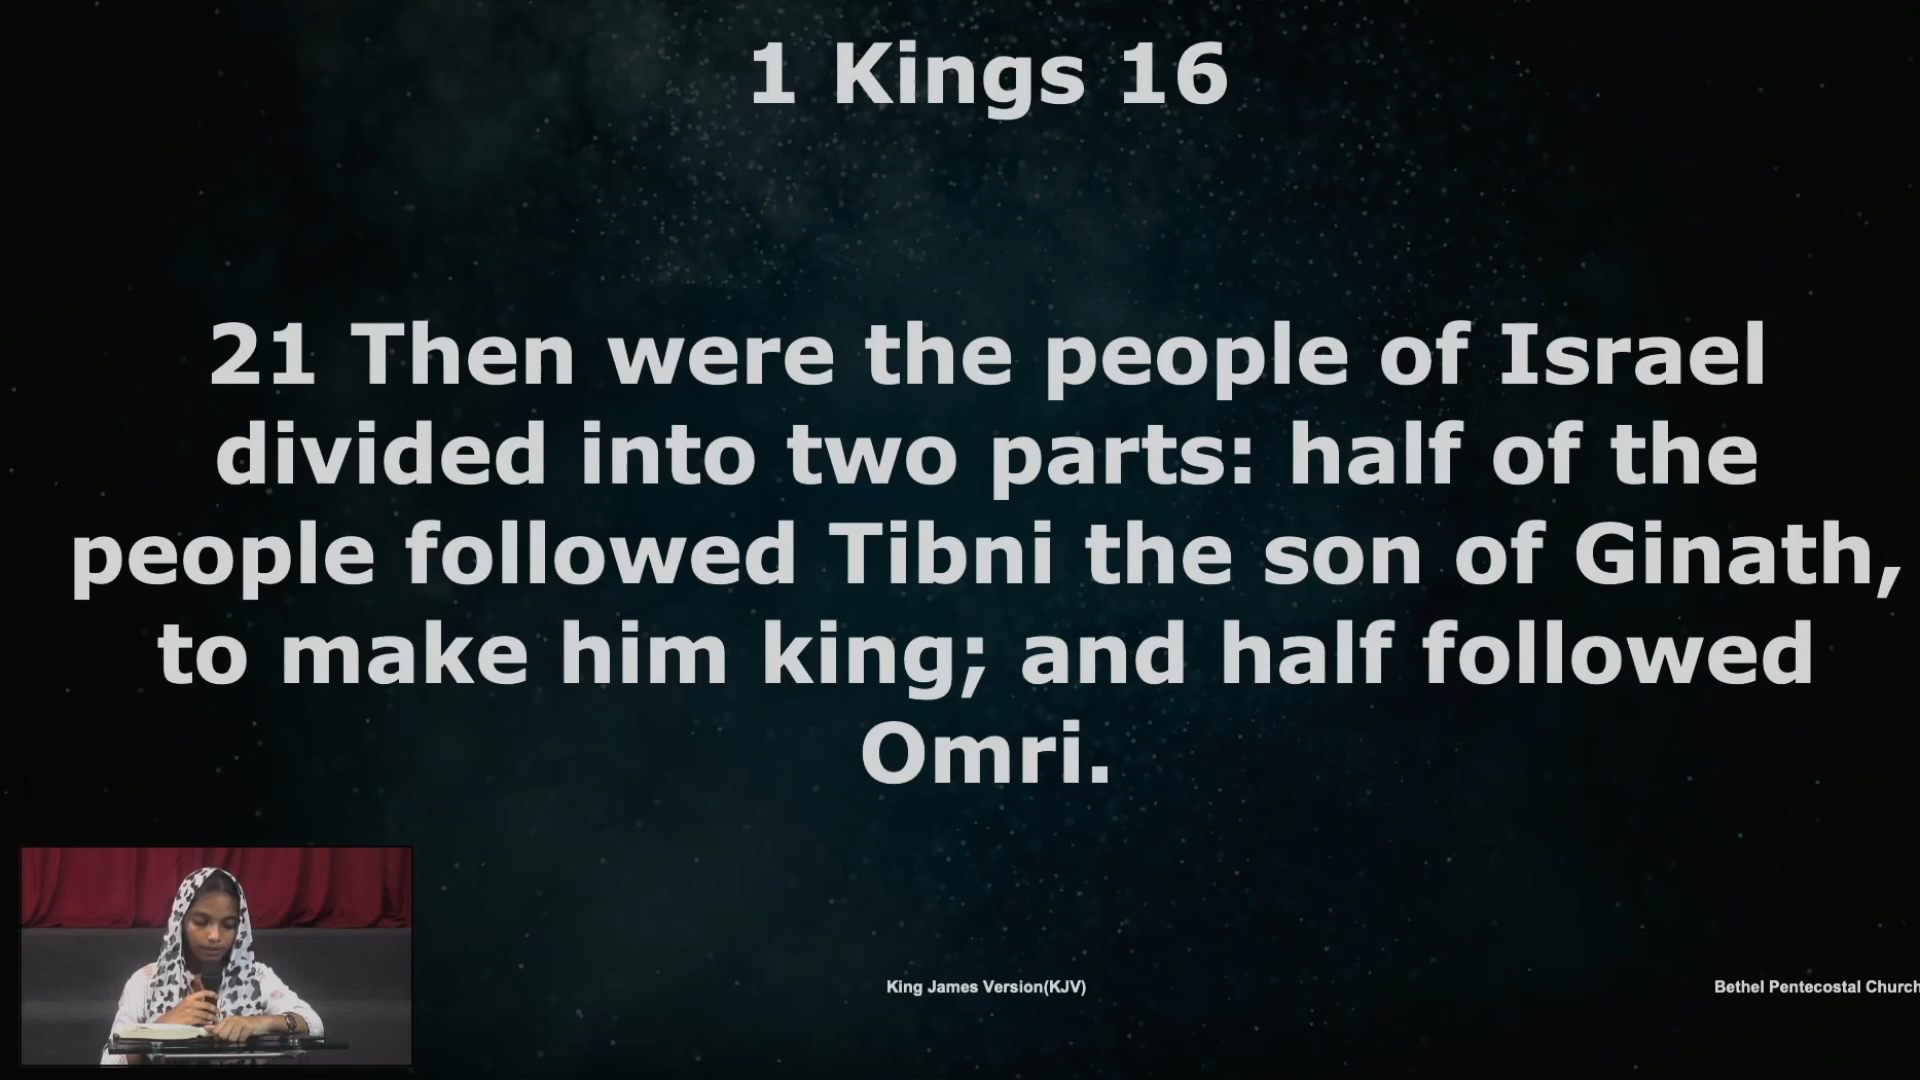 1 Kings 16
21 Then were the people of Israel
divided into two parts: half of the
people followed Tibni the son of Ginath,
to make him king; and half followed
Omri.
King James Version(KJV)
Bethel Pentecostal Church